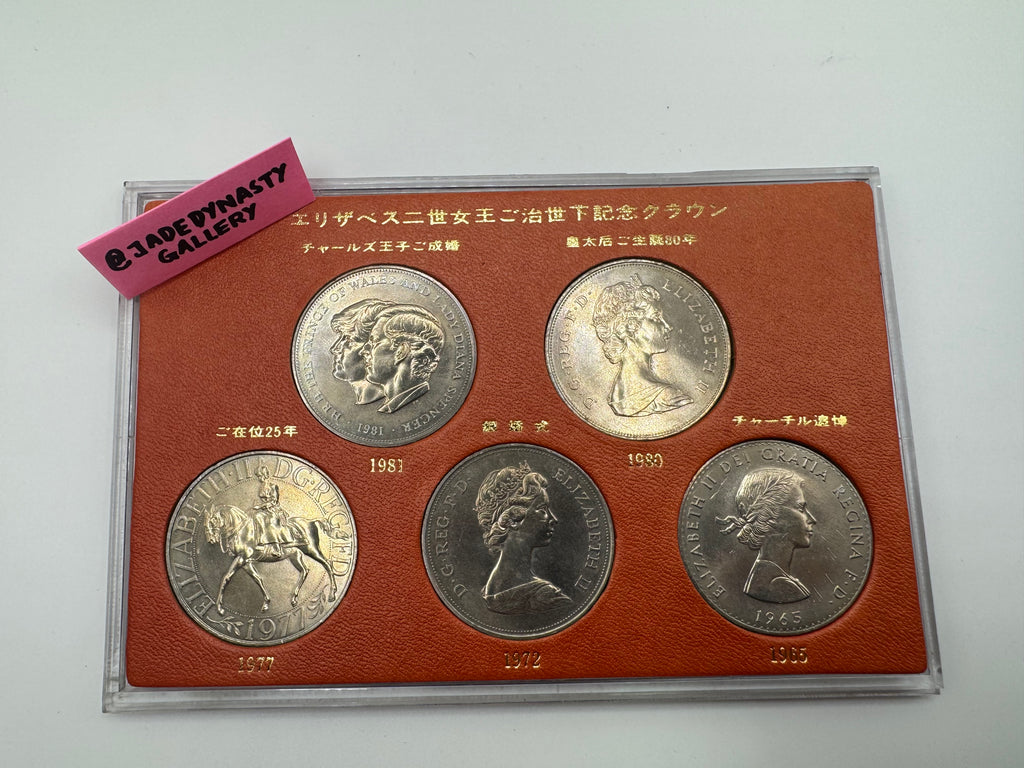 @JADEDYNASTY
GALLERY
エリザベス二世女王ご治世下記念クラウン
チャールズ王子ご成婚
皇太后ご生誕80年
PRINCE OF WALES AND LADY DIANA SPENCER
· 1981 ·
D·G·REG·F·D· ELIZABETH II
1981
1980
ご在位25年
銀婚式
チャーチル追悼
ELIZABETH·II D·G·REG·F·D
1977
D·G·REG·F·D· ELIZABETH II
ELIZABETH II DEI GRATIA REGINA F.D.
1965
1977
1972
1965